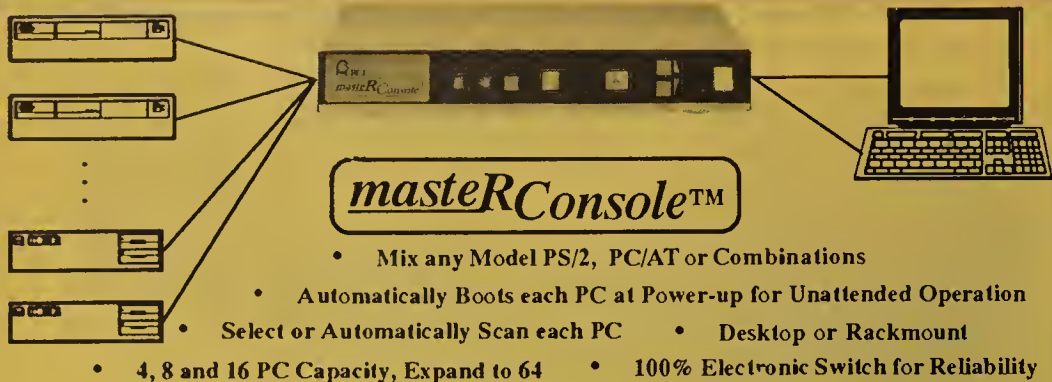 masteRConsole
masteRConsole™
• Mix any Model PS/2, PC/AT or Combinations
• Automatically Boots each PC at Power-up for Unattended Operation
• Select or Automatically Scan each PC • Desktop or Rackmount
• 4, 8 and 16 PC Capacity, Expand to 64 • 100% Electronic Switch for Reliability